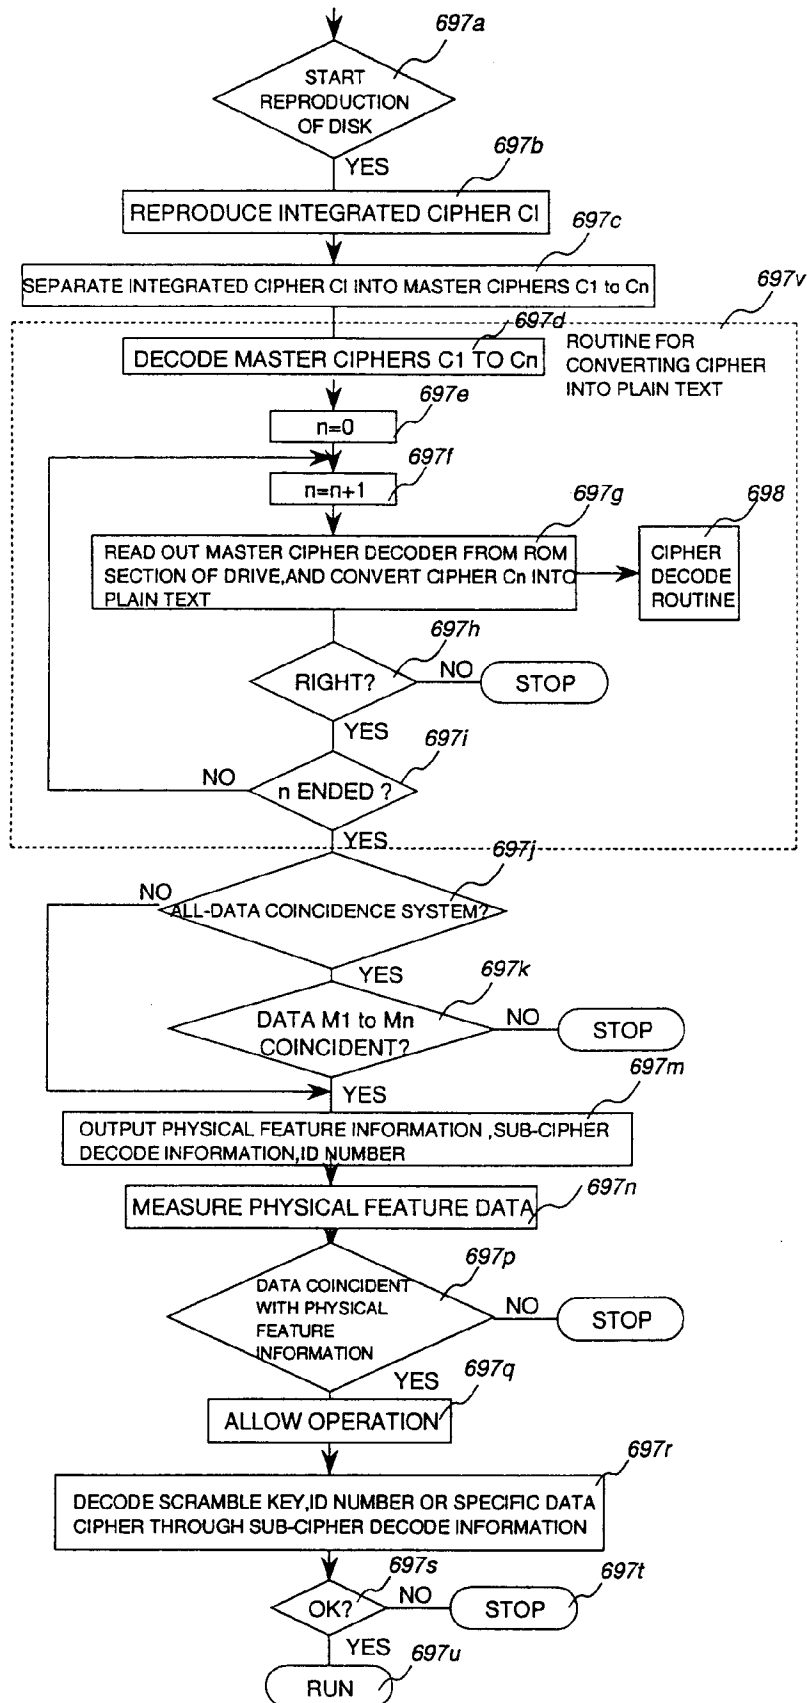 697a
START
REPRODUCTION
OF DISK
YES
697b
REPRODUCE INTEGRATED CIPHER CI
697c
SEPARATE INTEGRATED CIPHER CI INTO MASTER CIPHERS C1 to Cn
697v
697d
DECODE MASTER CIPHERS C1 TO Cn
ROUTINE FOR
CONVERTING CIPHER
INTO PLAIN TEXT
697e
n=0
697f
n=n+1
697g
698
READ OUT MASTER CIPHER DECODER FROM ROM
SECTION OF DRIVE,AND CONVERT CIPHER Cn INTO
PLAIN TEXT
CIPHER
DECODE
ROUTINE
697h
RIGHT?
NO
STOP
YES
697i
NO
n ENDED ?
YES
697j
NO
ALL-DATA COINCIDENCE SYSTEM?
YES
697k
DATA M1 to Mn
COINCIDENT?
NO
STOP
YES
697m
OUTPUT PHYSICAL FEATURE INFORMATION ,SUB-CIPHER
DECODE INFORMATION,ID NUMBER
697n
MEASURE PHYSICAL FEATURE DATA
697p
DATA COINCIDENT
WITH PHYSICAL
FEATURE
INFORMATION
NO
STOP
YES
697q
ALLOW OPERATION
697r
DECODE SCRAMBLE KEY,ID NUMBER OR SPECIFIC DATA
CIPHER THROUGH SUB-CIPHER DECODE INFORMATION
697s
OK?
NO
697t
STOP
YES
697u
RUN